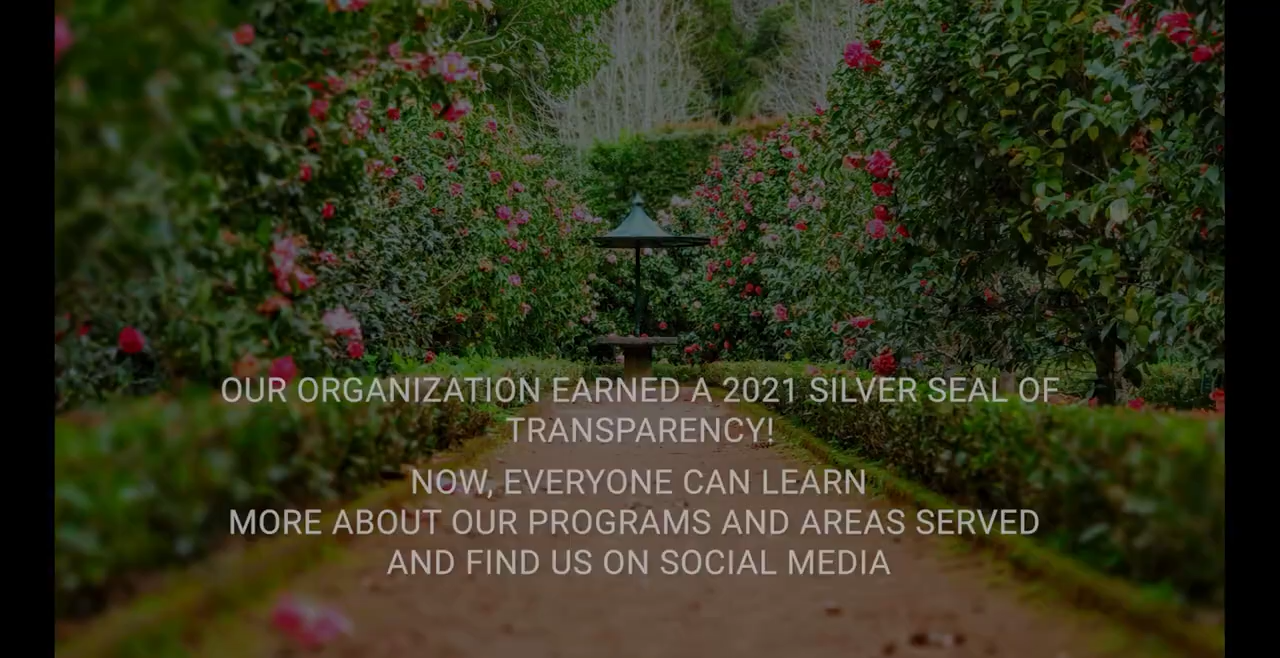 OUR ORGANIZATION EARNED A 2021 SILVER SEAL OF
TRANSPARENCY!
NOW, EVERYONE CAN LEARN
MORE ABOUT OUR PROGRAMS AND AREAS SERVED
AND FIND US ON SOCIAL MEDIA